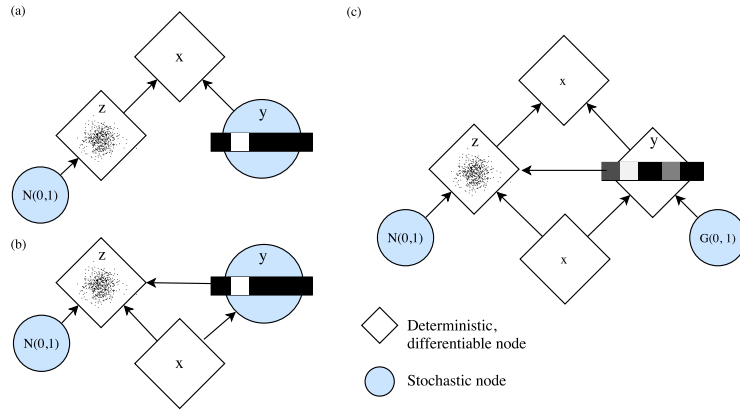 (a)
x
z
y
N(0,1)
(b)
z
y
N(0,1)
x
(c)
x
z
y
N(0,1)
x
G(0, 1)
Deterministic,
differentiable node
Stochastic node